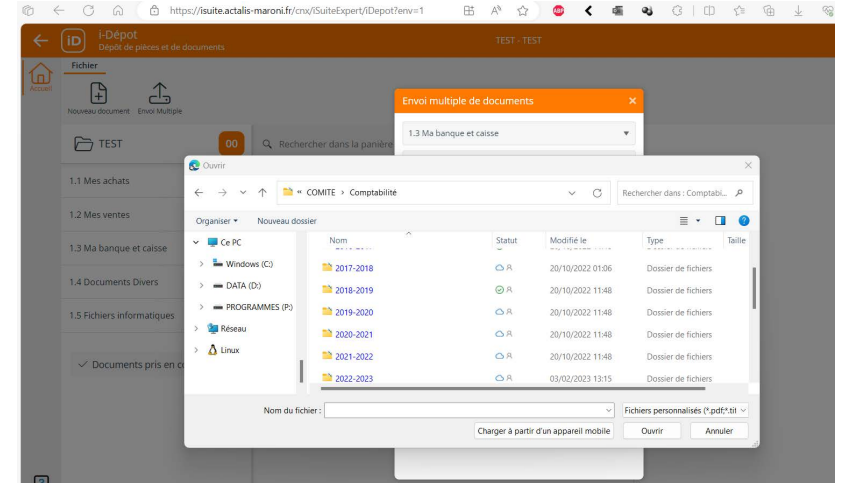 https://isuite.actalis-maroni.fr/cnx/iSuiteExpert/iDepot?env=1
ABP
iD
i-Dépôt
Dépôt de pièces et de documents
TEST - TEST
Accueil
Fichier
Nouveau document
Envoi Multiple
Envoi multiple de documents
1.3 Ma banque et caisse
TEST
00
Rechercher dans la panière
1.1 Mes achats
1.2 Mes ventes
1.3 Ma banque et caisse
1.4 Documents Divers
1.5 Fichiers informatiques
Documents pris en
Ouvrir
« COMITE > Comptabilité
Rechercher dans : Comptabi...
Organiser
Nouveau dossier
Ce PC
Windows (C:)
DATA (D:)
PROGRAMMES (P:)
Réseau
Linux
Nom Statut Modifié le Type Taille
2017-2018 20/10/2022 01:06 Dossier de fichiers
2018-2019 20/10/2022 11:48 Dossier de fichiers
2019-2020 20/10/2022 11:48 Dossier de fichiers
2020-2021 20/10/2022 11:48 Dossier de fichiers
2021-2022 20/10/2022 11:48 Dossier de fichiers
2022-2023 03/02/2023 13:15 Dossier de fichiers
Nom du fichier :
Fichiers personnalisés (*.pdf;*.tif
Charger à partir d'un appareil mobile
Ouvrir
Annuler